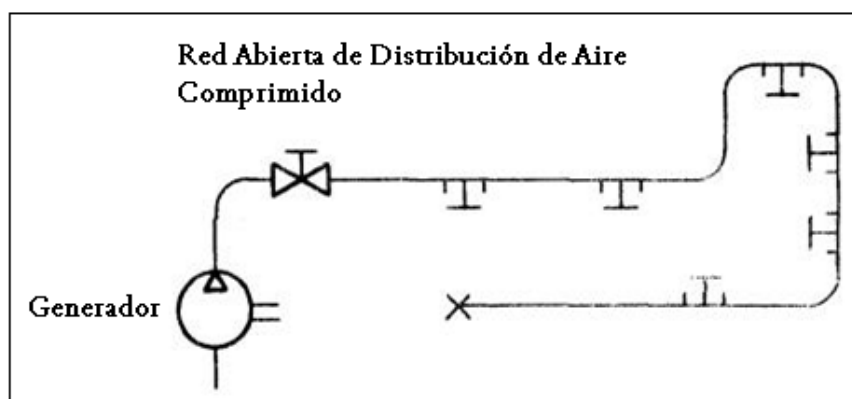 Red Abierta de Distribución de Aire
Comprimido
Generador